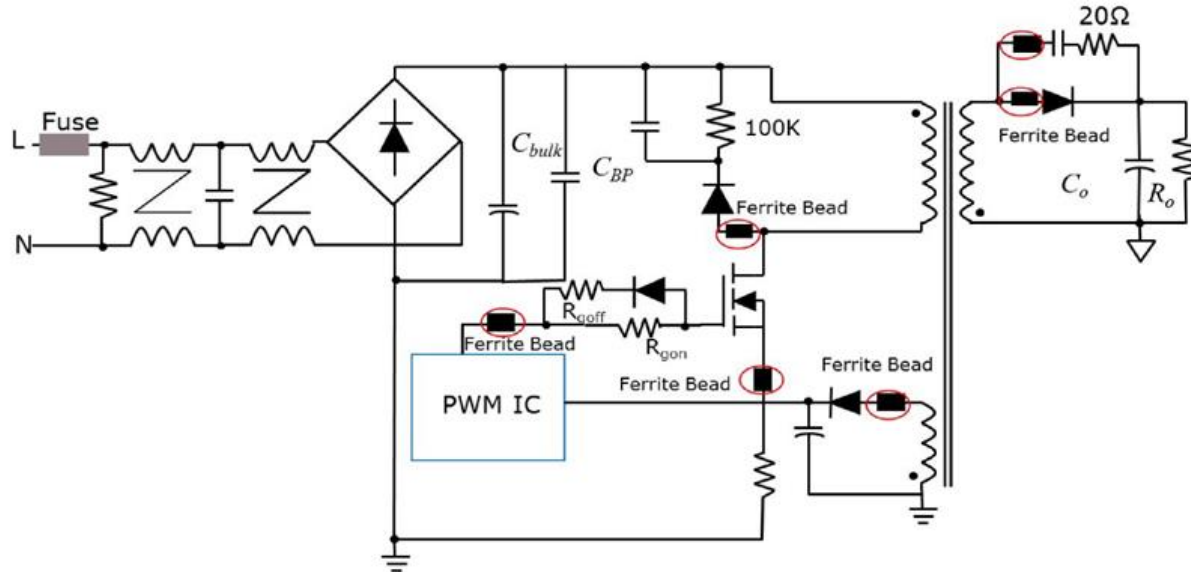 20Ω
Fuse
L
100K
C_bulk
C_BP
Ferrite Bead
C_o
R_o
Ferrite Bead
N
R_goff
Ferrite Bead
R_gon
Ferrite Bead
Ferrite Bead
PWM IC